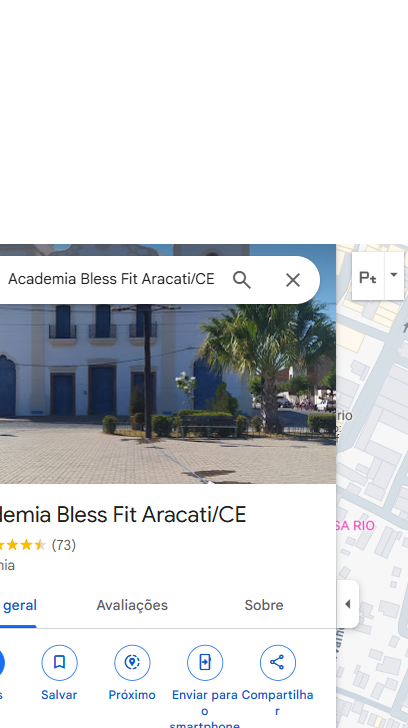 Academia Bless Fit Aracati/CE
Pt
demia Bless Fit Aracati/CE
(73)
nia
SA RIO
geral
Avaliações
Sobre
Salvar
Próximo
Enviar para o smartphone
Compartilhar